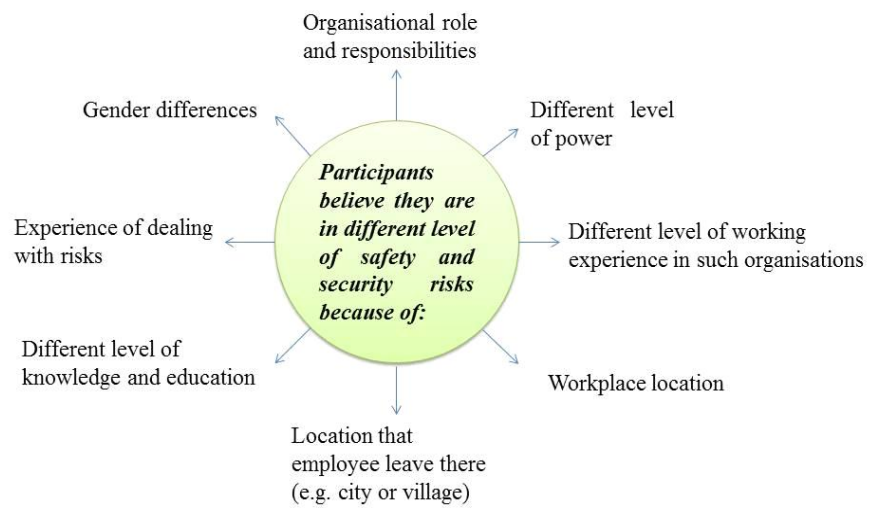 Organisational role
and responsibilities
Gender differences
Different level
of power
Participants
believe they are
in different level
of safety and
security risks
because of:
Experience of dealing
with risks
Different level of working
experience in such organisations
Different level of
knowledge and education
Workplace location
Location that
employee leave there
(e.g. city or village)